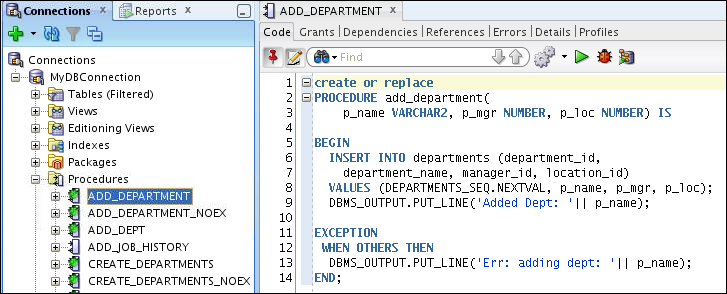 Connections
Reports
Connections
MyDBConnection
Tables (Filtered)
Views
Editioning Views
Indexes
Packages
Procedures
ADD_DEPARTMENT
ADD_DEPARTMENT_NOEX
ADD_DEPT
ADD_JOB_HISTORY
CREATE_DEPARTMENTS
CREATE_DEPARTMENTS_NOEX
ADD_DEPARTMENT
Code Grants Dependencies References Errors Details Profiles
Find
1 create or replace
2 PROCEDURE add_department(
3 p_name VARCHAR2, p_mgr NUMBER, p_loc NUMBER) IS
4
5 BEGIN
6 INSERT INTO departments (department_id,
7 department_name, manager_id, location_id)
8 VALUES (DEPARTMENTS_SEQ.NEXTVAL, p_name, p_mgr, p_loc);
9 DBMS_OUTPUT.PUT_LINE('Added Dept: '|| p_name);
10
11 EXCEPTION
12 WHEN OTHERS THEN
13 DBMS_OUTPUT.PUT_LINE('Err: adding dept: '|| p_name);
14 END;